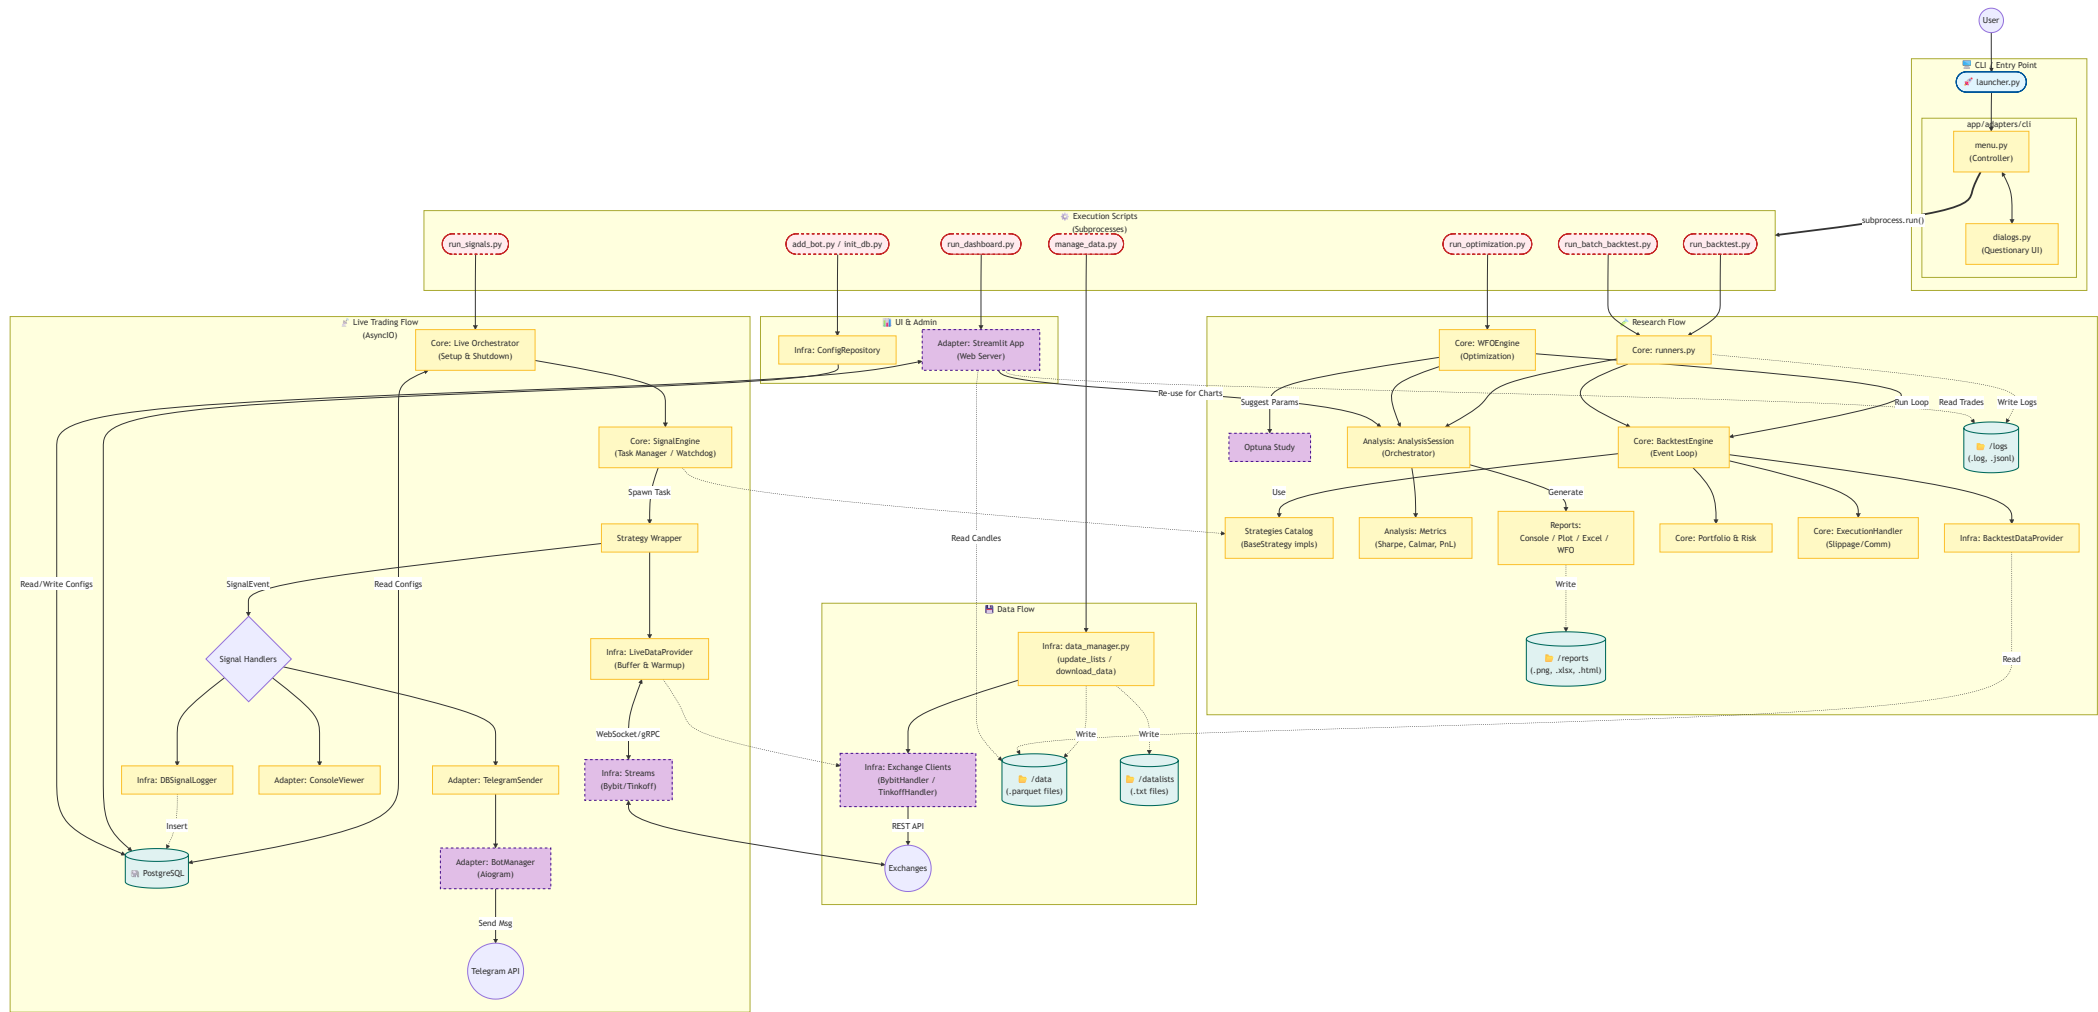 User
🖥️ CLI / Entry Point
🚀 launcher.py
app/adapters/cli
menu.py
(Controller)
subprocess.run()
dialogs.py
(Questionary UI)
⚙️ Execution Scripts
(Subprocesses)
run_signals.py
add_bot.py / init_db.py
run_dashboard.py
manage_data.py
run_optimization.py
run_batch_backtest.py
run_backtest.py
📡 Live Trading Flow
(AsyncIO)
Core: Live Orchestrator
(Setup & Shutdown)
Core: SignalEngine
(Task Manager / Watchdog)
Spawn Task
Strategy Wrapper
Read/Write Configs
SignalEvent
Read Configs
Signal Handlers
Infra: LiveDataProvider
(Buffer & Warmup)
WebSocket/gRPC
Infra: DBSignalLogger
Adapter: ConsoleViewer
Adapter: TelegramSender
Infra: Streams
(Bybit/Tinkoff)
Insert
🐘 PostgreSQL
Adapter: BotManager
(Aiogram)
Send Msg
Telegram API
📊 UI & Admin
Infra: ConfigRepository
Adapter: Streamlit App
(Web Server)
Re-use for Charts
Read Candles
💾 Data Flow
Infra: data_manager.py
(update_lists /
download_data)
Write
Write
Infra: Exchange Clients
(BybitHandler /
TinkoffHandler)
📁 /data
(.parquet files)
📁 /datalists
(.txt files)
REST API
Exchanges
Research Flow
Core: WFOEngine
(Optimization)
Core: runners.py
Suggest Params
Run Loop
Read Trades
Write Logs
Optuna Study
Analysis: AnalysisSession
(Orchestrator)
Core: BacktestEngine
(Event Loop)
📁 /logs
(.log, .jsonl)
Use
Generate
Strategies Catalog
(BaseStrategy impls)
Analysis: Metrics
(Sharpe, Calmar, PnL)
Reports:
Console / Plot / Excel /
WFO
Core: Portfolio & Risk
Core: ExecutionHandler
(Slippage/Comm)
Infra: BacktestDataProvider
Write
📁 /reports
(.png, .xlsx, .html)
Read